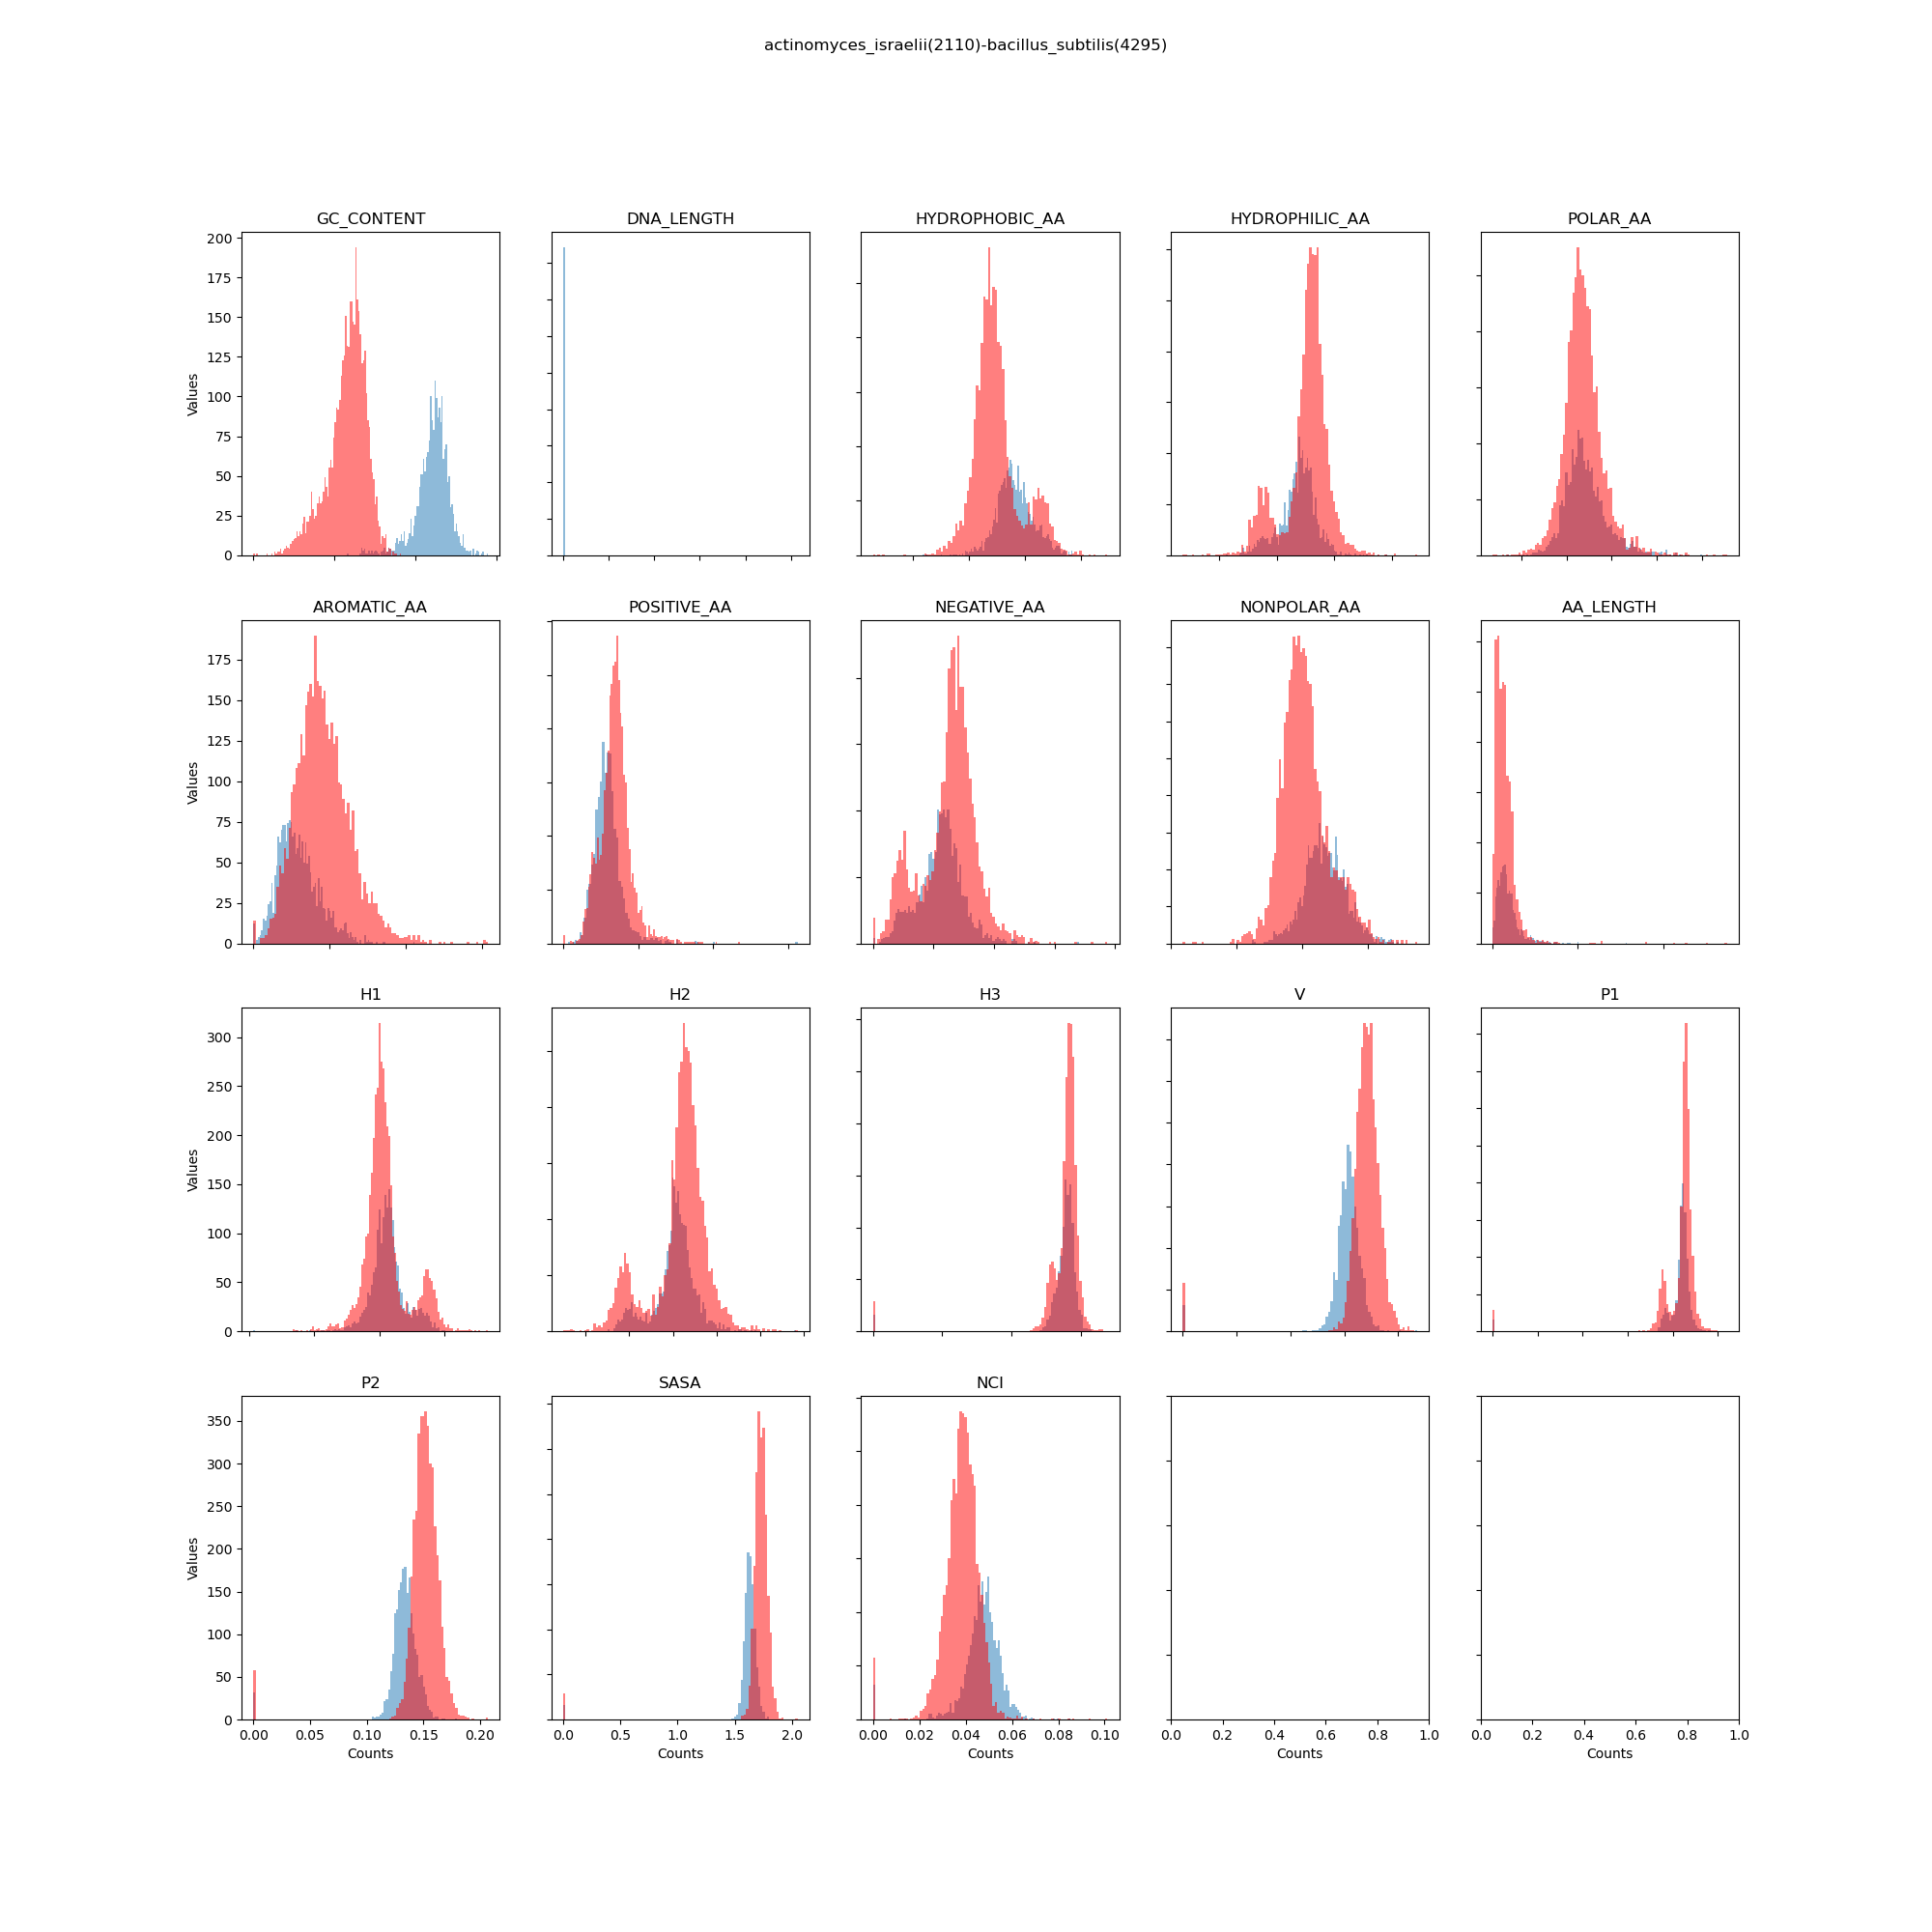 actinomyces_israelii(2110)-bacillus_subtilis(4295)
GC_CONTENT DNA_LENGTH HYDROPHOBIC_AA HYDROPHILIC_AA POLAR_AA
200
175
150
125
100
75
50
25
0
Values
AROMATIC_AA POSITIVE_AA NEGATIVE_AA NONPOLAR_AA AA_LENGTH
175
150
125
100
75
50
25
0
Values
H1 H2 H3 V P1
300
250
200
150
100
50
0
Values
P2 SASA NCI
350
300
250
200
150
100
50
0
Values
0.00 0.05 0.10 0.15 0.20 0.0 0.5 1.0 1.5 2.0 0.00 0.02 0.04 0.06 0.08 0.10 0.0 0.2 0.4 0.6 0.8 1.0 0.0 0.2 0.4 0.6 0.8 1.0
Counts Counts Counts Counts Counts